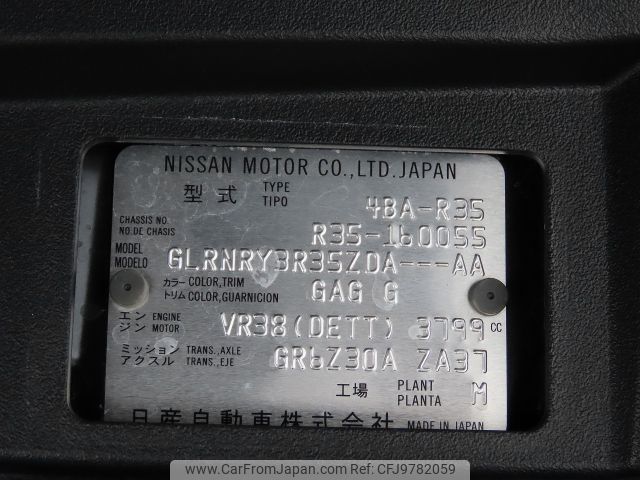 NISSAN MOTOR CO.,LTD.JAPAN
型式 TYPE TIPO 4BA-R35
CHASSIS NO. NO.DE CHASIS R35-160055
MODEL MODELO GLRNRY3R35ZDA---AA
カラー COLOR,TRIM トリム COLOR,GUARNICION GAG G
エンジン ENGINE MOTOR VR38(DETT) 3799 CC
ミッション TRANS.,AXLE アクスル TRANS.,EJE GR6Z30A ZA37
工場 PLANT PLANTA M
日産自動車株式会社 MADE IN JAPAN
www.CarFromJapan.com © CFJ9782059